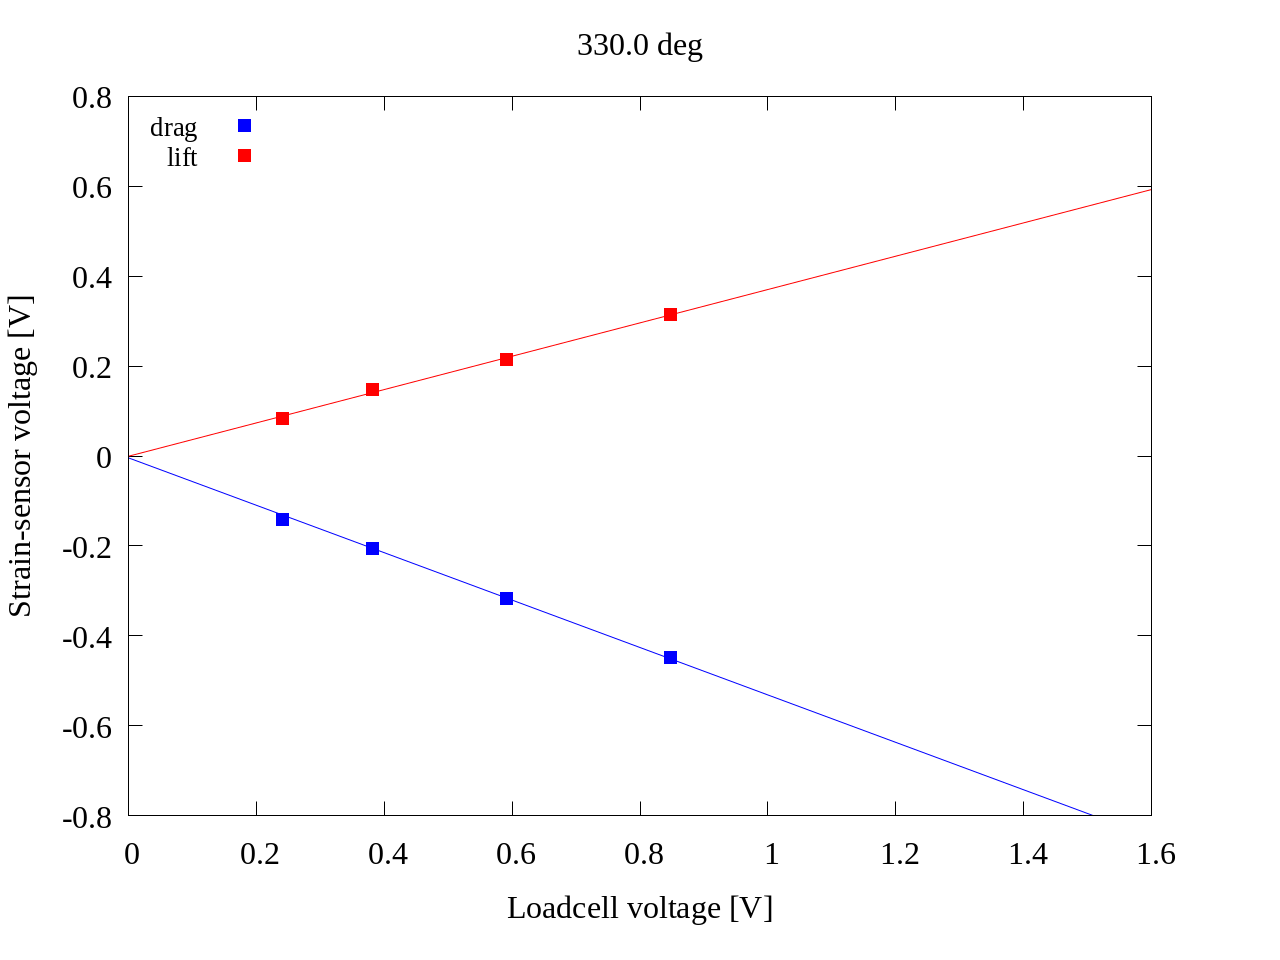 330.0 deg
drag
lift
0.8
0.6
0.4
0.2
0
-0.2
-0.4
-0.6
-0.8
Strain-sensor voltage [V]
0 0.2 0.4 0.6 0.8 1 1.2 1.4 1.6
Loadcell voltage [V]